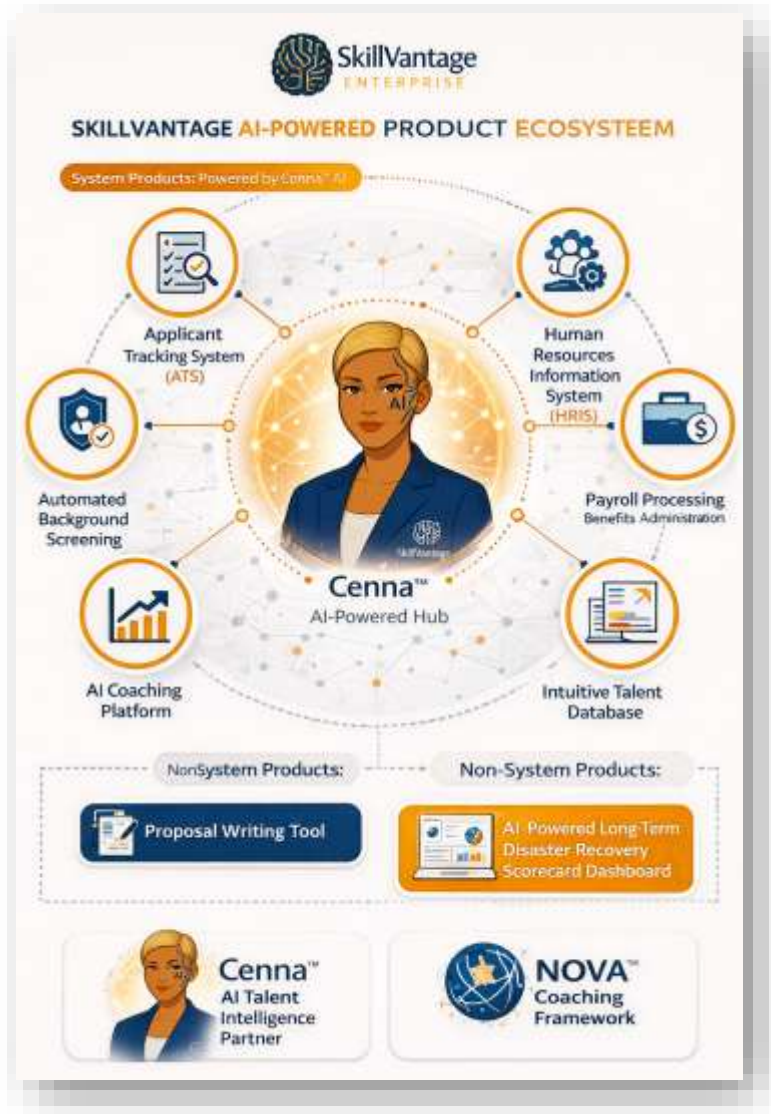 SkillVantage
ENTERPRISE
SKILLVANTAGE AI-POWERED PRODUCT ECOSYSTEEM
System Products: Powered by Cenna™ AI
Applicant
Tracking System
(ATS)
Human
Resources
Information
System
(HRIS)
AI
Automated
Background
Screening
Payroll Processing
Benefits Administration
SkillVantage
Cenna™
AI-Powered Hub
AI Coaching
Platform
Intuitive Talent
Database
NonSystem Products:
Non-System Products:
Proposal Writing Tool
AI-Powered Long-Term
Disaster Recovery
Scorecard Dashboard
Cenna™
AI Talent
Intelligence
Partner
NOVA™
Coaching
Framework